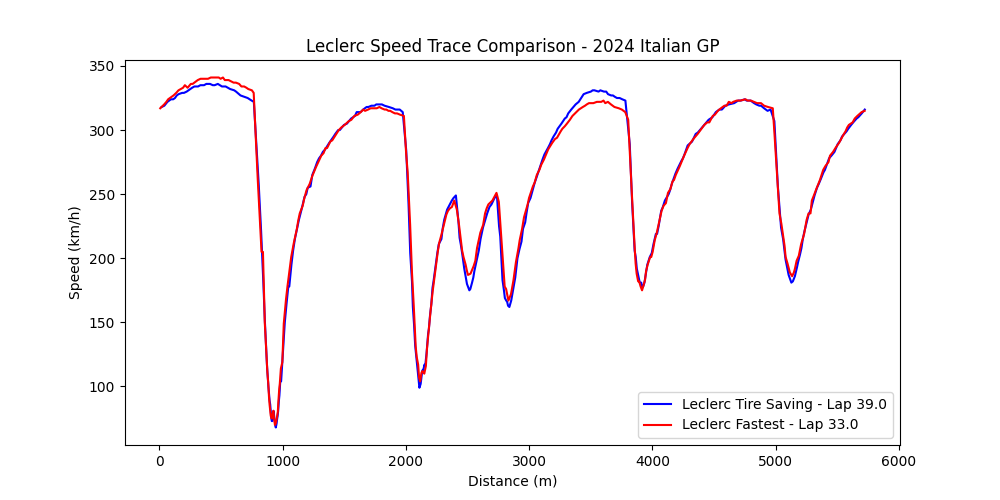 Leclerc Speed Trace Comparison - 2024 Italian GP
350
300
250
200
150
100
Speed (km/h)
Leclerc Tire Saving - Lap 39.0
Leclerc Fastest - Lap 33.0
0 1000 2000 3000 4000 5000 6000
Distance (m)